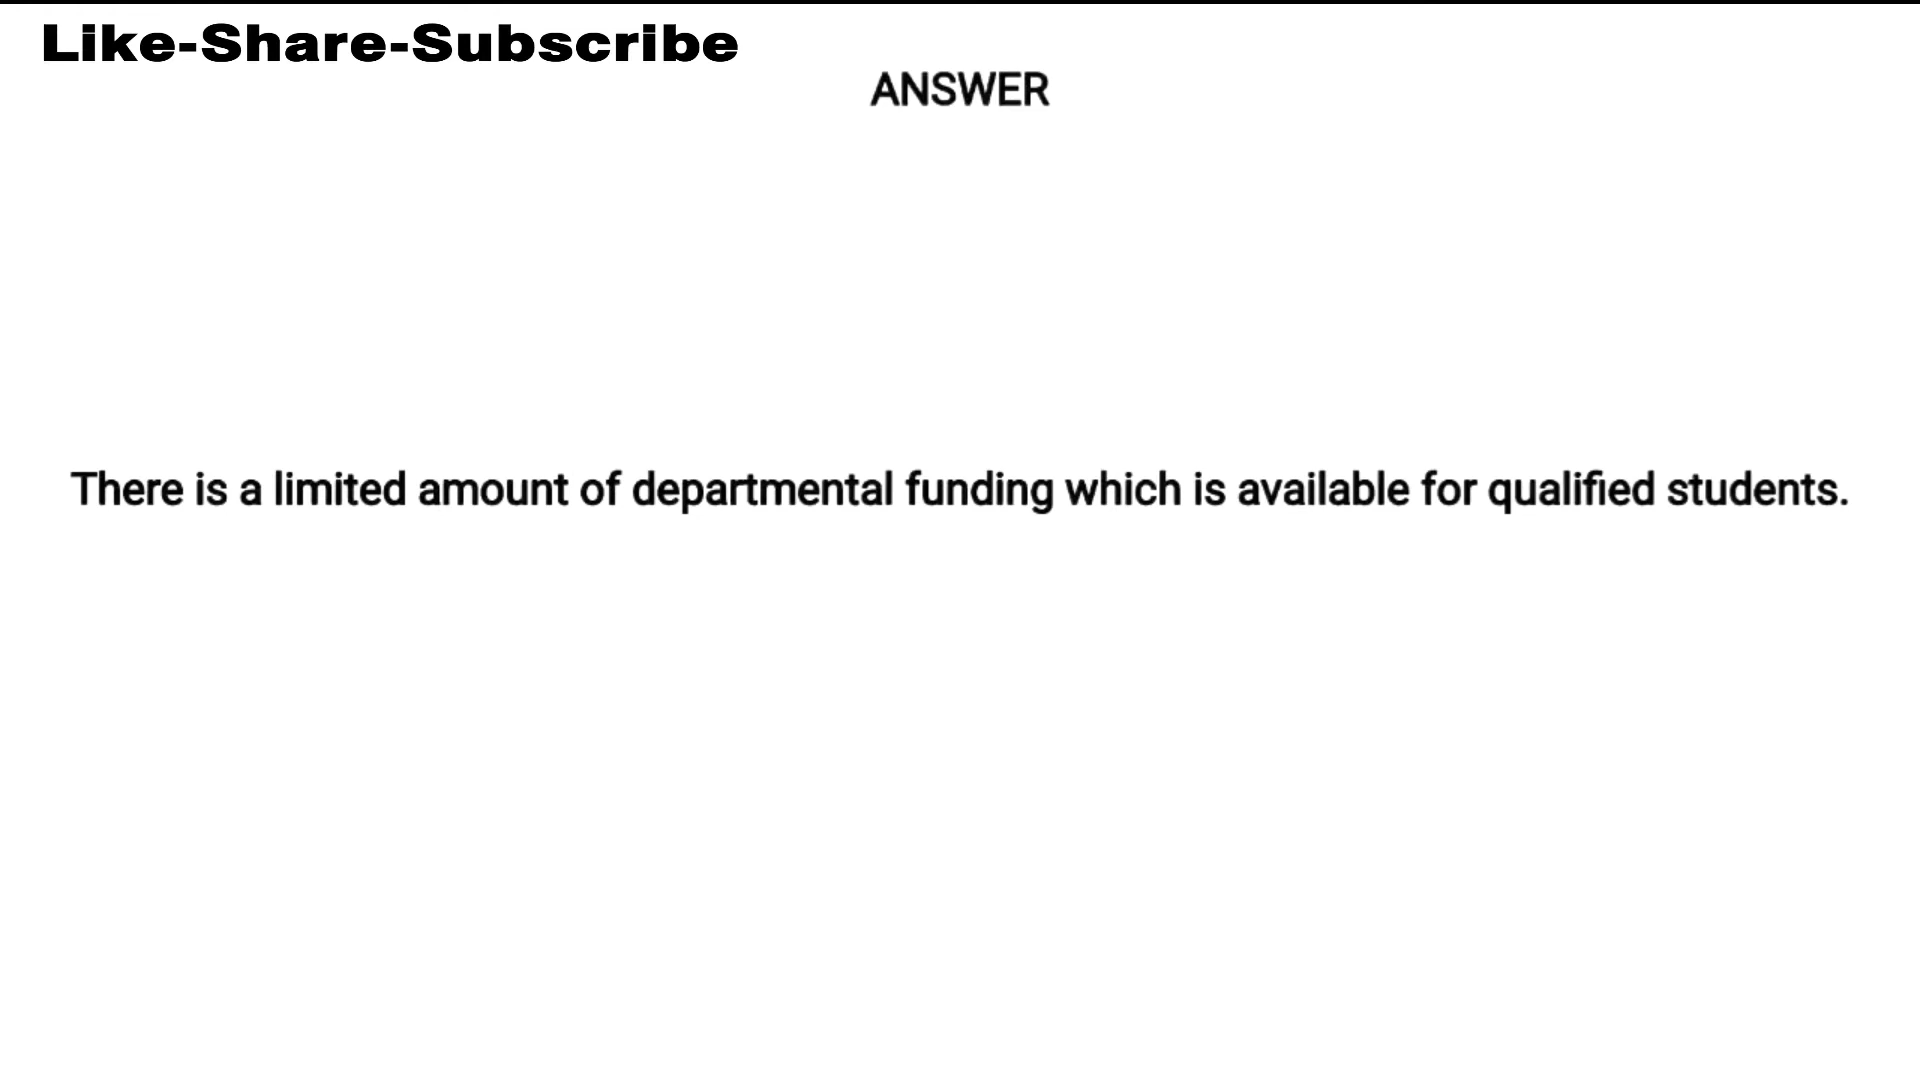 Like-Share-Subscribe
ANSWER
There is a limited amount of departmental funding which is available for qualified students.